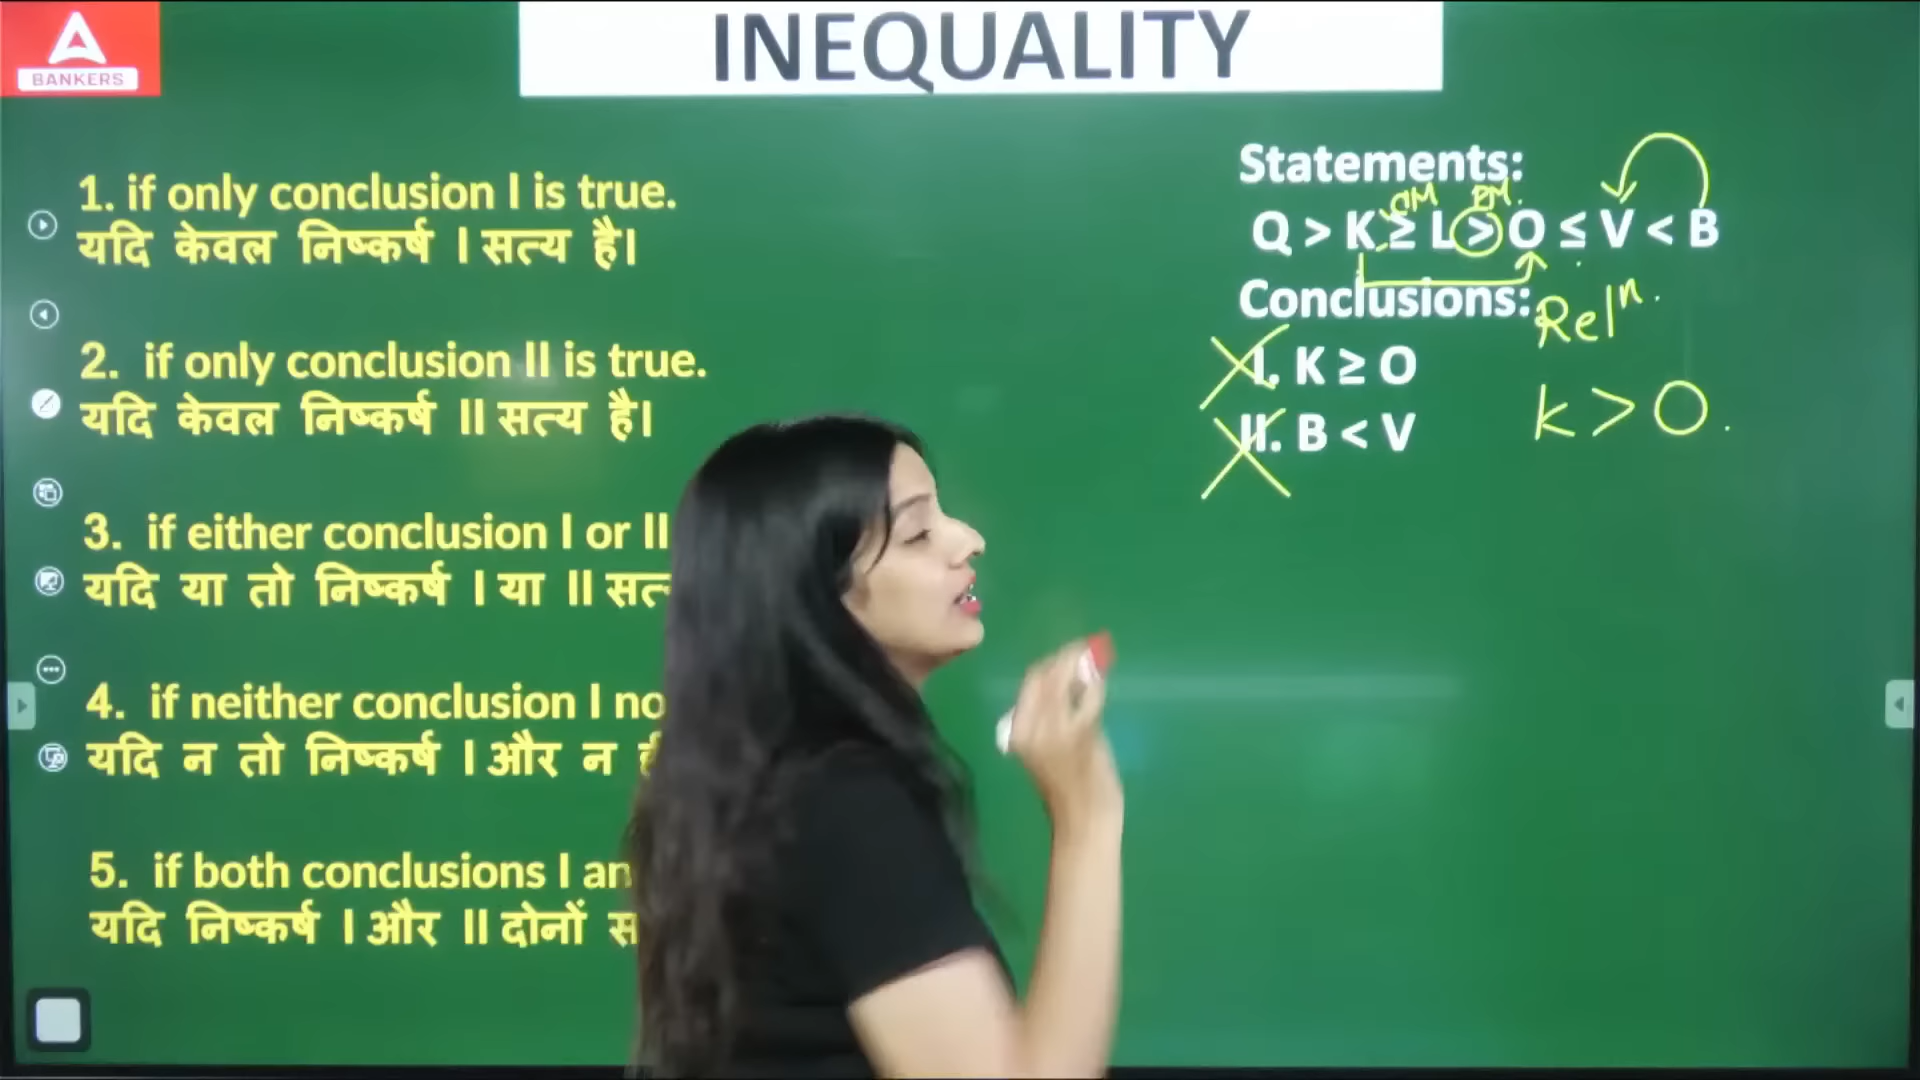 BANKERS
INEQUALITY
1. if only conclusion I is true.
यदि केवल निष्कर्ष I सत्य है।
2. if only conclusion II is true.
यदि केवल निष्कर्ष II सत्य है।
3. if either conclusion I or II
यदि या तो निष्कर्ष I या II
4. if neither conclusion I
यदि न तो निष्कर्ष I और न
5. if both conclusions I
यदि निष्कर्ष I और II दोनों
Statements:
Q > K ≥ L > O ≤ V < B
Conclusions:
Relⁿ.
I. K ≥ O
K > O.
II. B < V